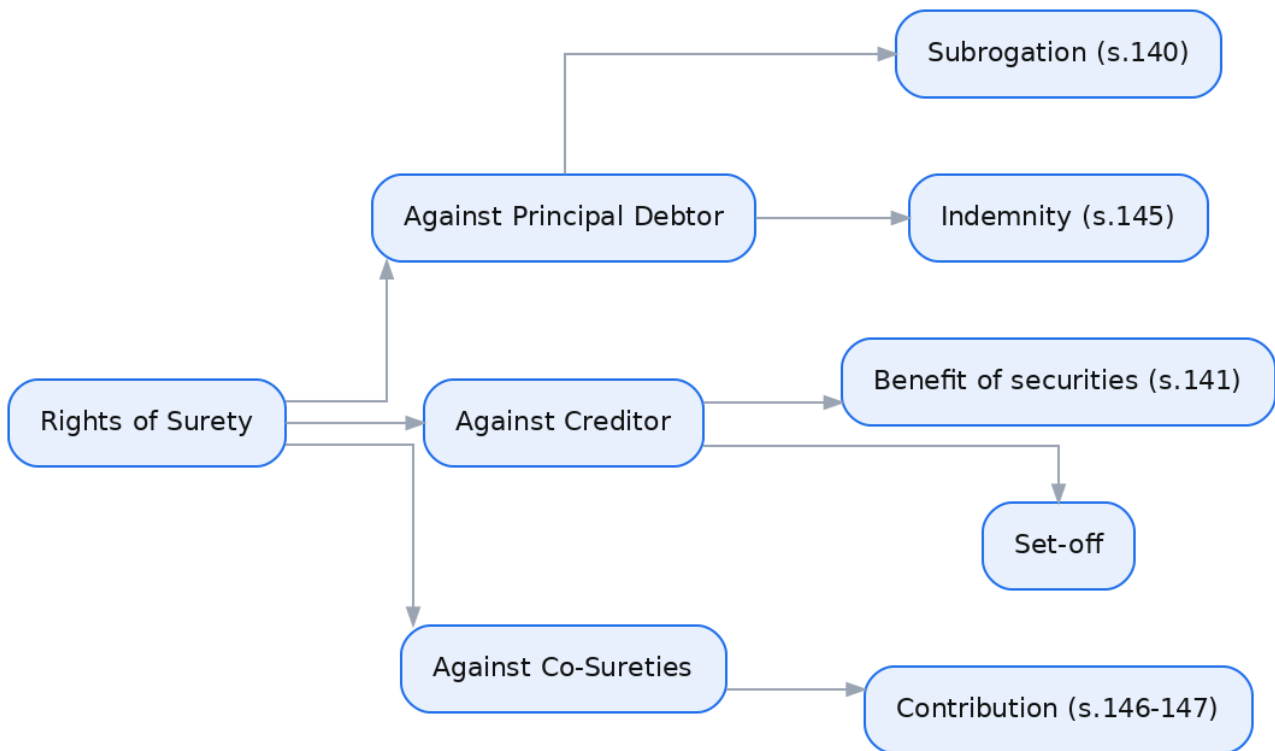 Subrogation (s.140)
Against Principal Debtor
Indemnity (s.145)
Benefit of securities (s.141)
Rights of Surety
Against Creditor
Set-off
Against Co-Sureties
Contribution (s.146-147)